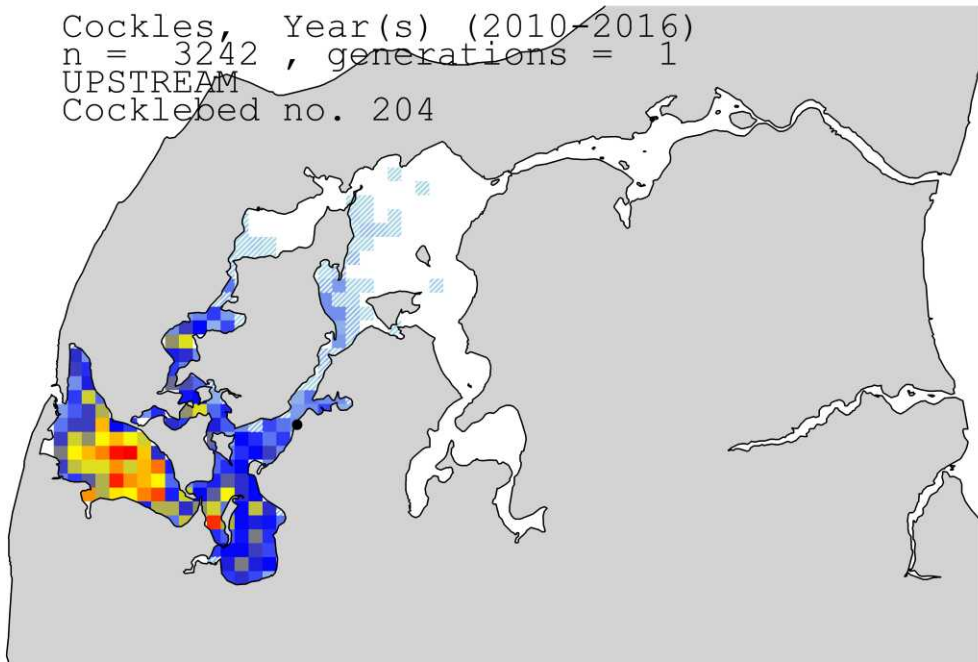 Cockles, Year(s) (2010-2016)
n = 3242 , generations = 1
UPSTREAM
Cocklebed no. 204